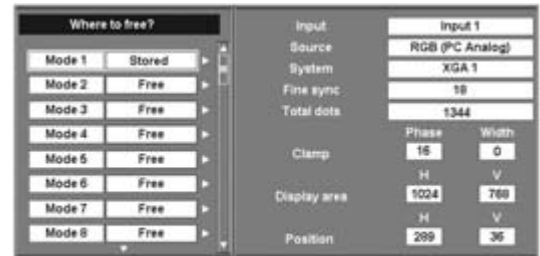 Where to free?
Mode 1 Stored
Mode 2 Free
Mode 3 Free
Mode 4 Free
Mode 5 Free
Mode 6 Free
Mode 7 Free
Mode 8 Free
Input Input 1
Source RGB (PC Analog)
System XGA 1
Fine sync 18
Total dots 1344
Phase Width
Clamp 16 0
H V
Display area 1024 768
H V
Position 289 36